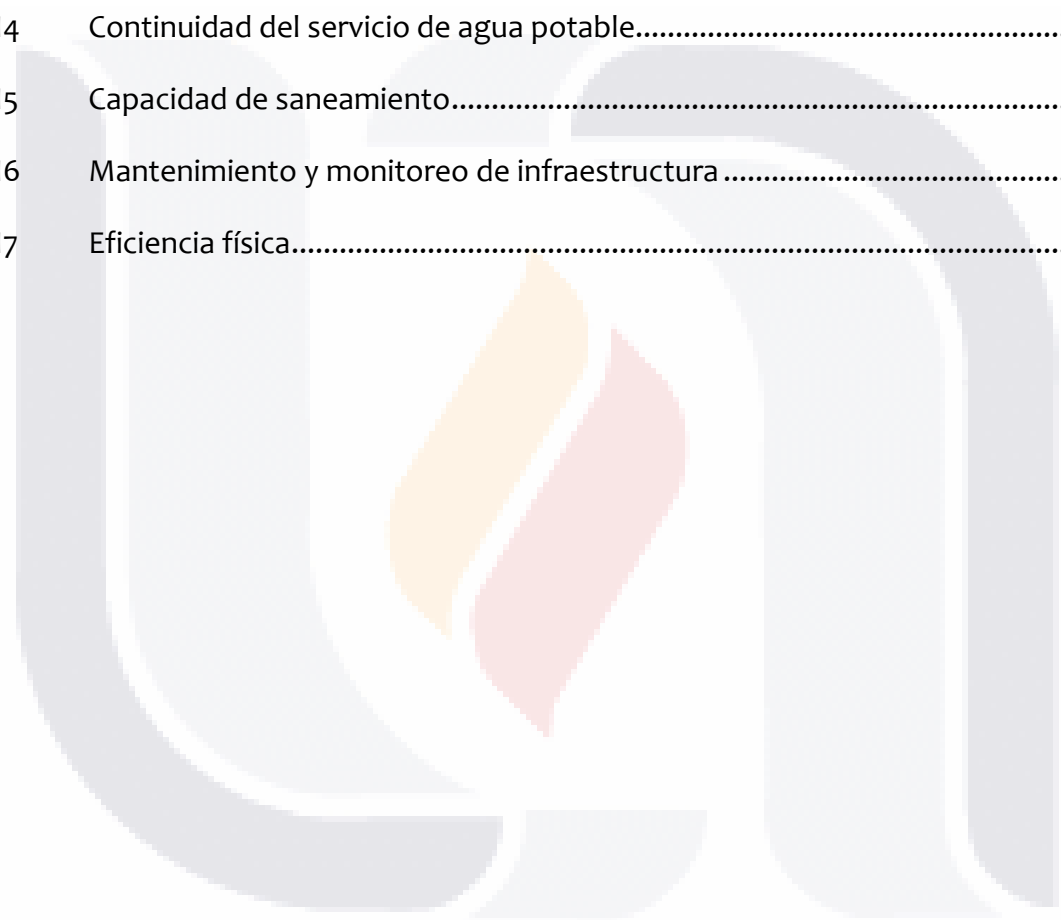 4 Continuidad del servicio de agua potable................................................
5 Capacidad de saneamiento................................................................
6 Mantenimiento y monitoreo de infraestructura ........................................
7 Eficiencia física................................................................................